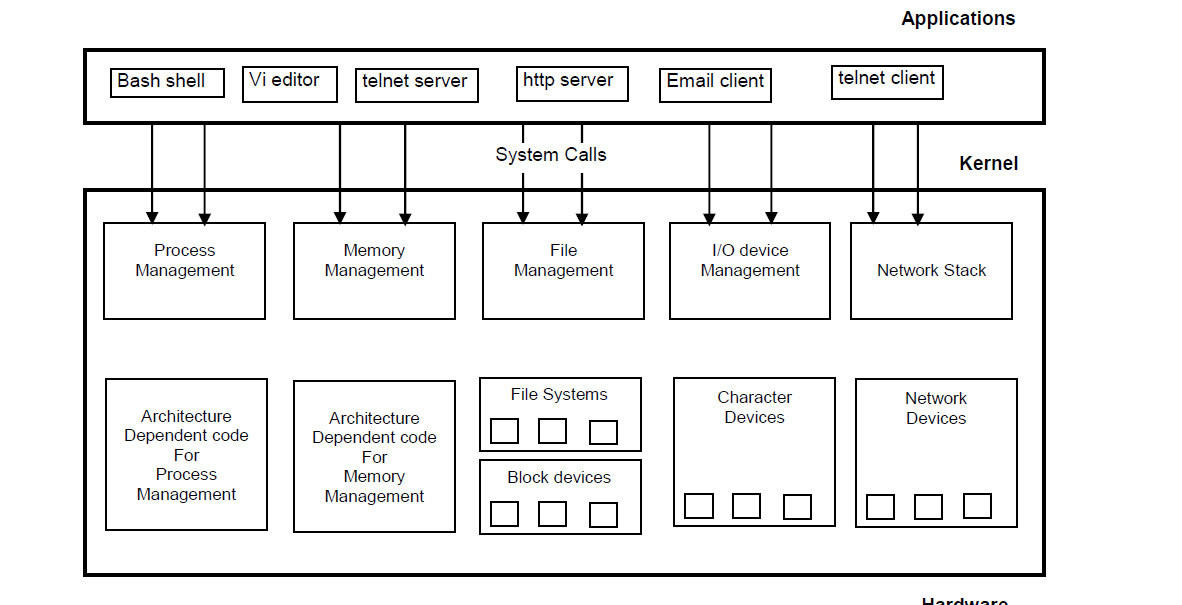 Applications
Bash shell
Vi editor
telnet server
http server
Email client
telnet client
System Calls
Kernel
Process
Management
Memory
Management
File
Management
I/O device
Management
Network Stack
Architecture
Dependent code
For
Process
Management
Architecture
Dependent code
For
Memory
Management
File Systems
Block devices
Character
Devices
Network
Devices
Hardware